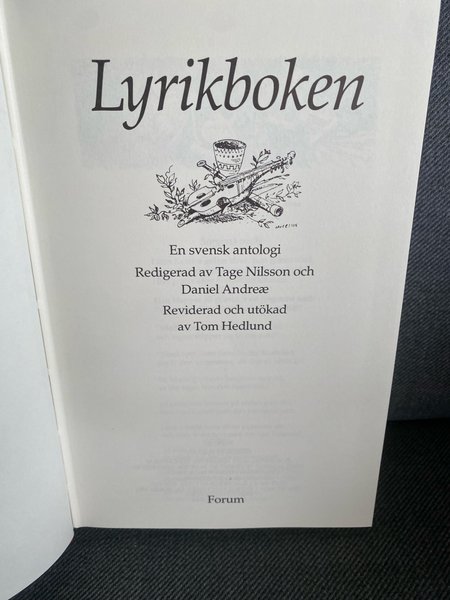 Lyrikboken
En svensk antologi
Redigerad av Tage Nilsson och
Daniel Andreæ
Reviderad och utökad
av Tom Hedlund
Forum